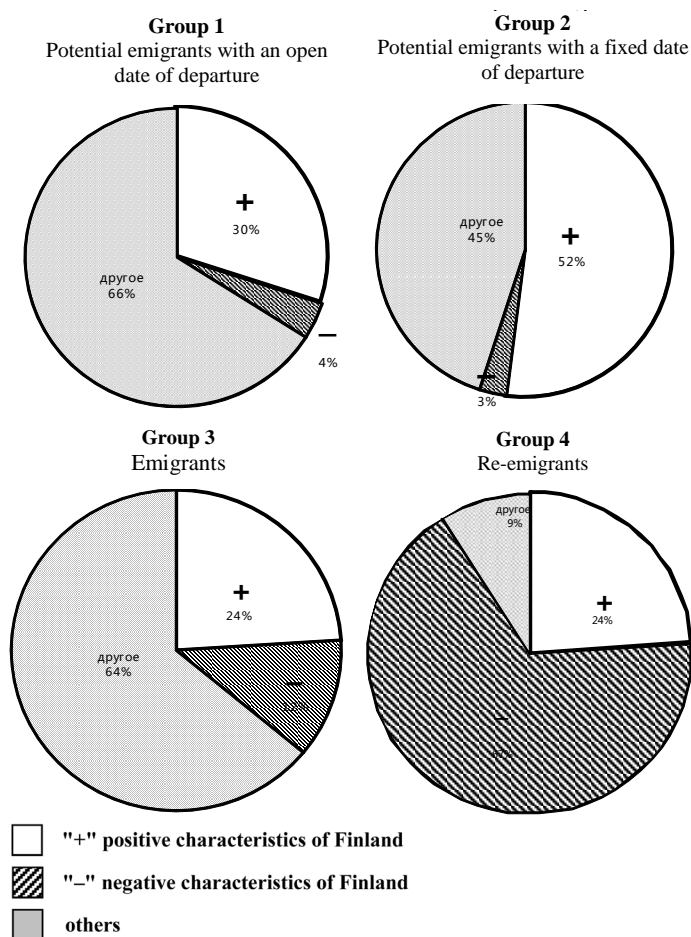 Group 1
Potential emigrants with an open
date of departure
+
30%
другое
66%
–
4%
Group 2
Potential emigrants with a fixed date
of departure
другое
45%
+
52%
–
3%
Group 3
Emigrants
+
24%
другое
64%
–
12%
Group 4
Re-emigrants
другое
9%
+
24%
–
67%
"+" positive characteristics of Finland
"–" negative characteristics of Finland
others